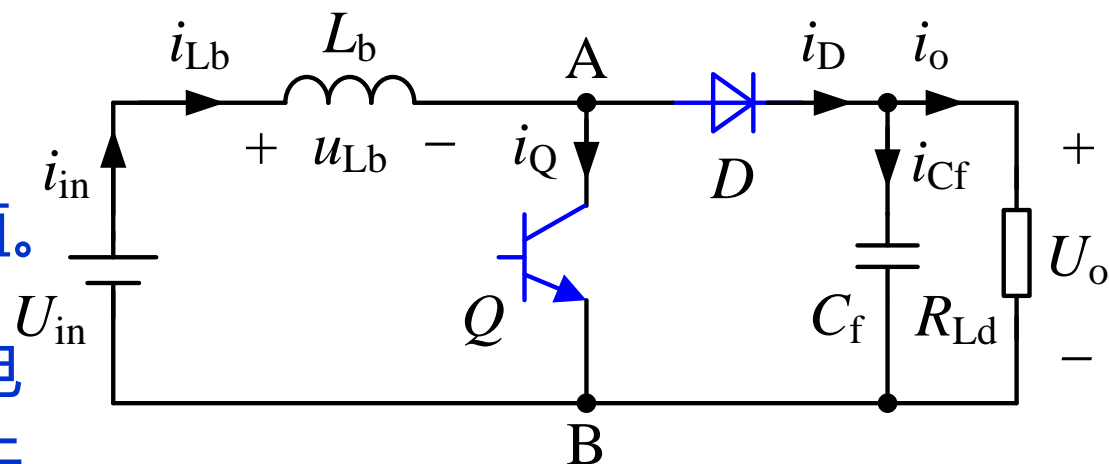 i_Lb L_b A i_D i_o
+ u_Lb − i_Q D i_Cf +
i_in
。
U_in Q C_f R_Ld U_o
−
B